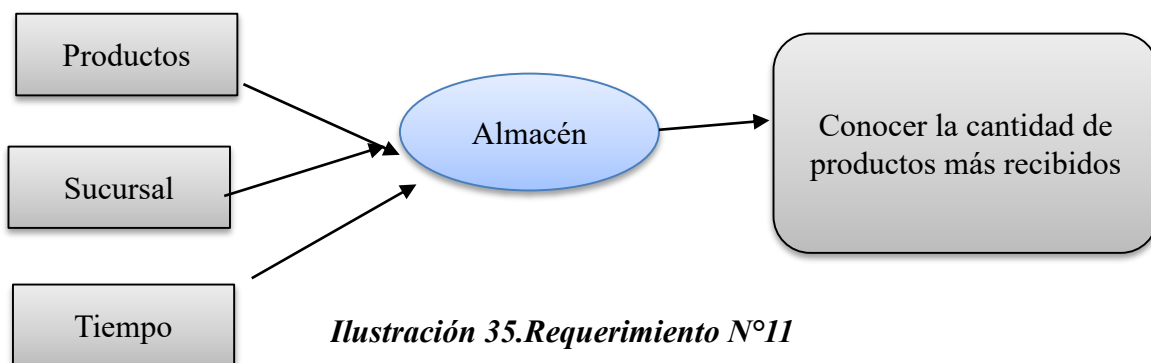 Productos
Sucursal
Tiempo
Almacén
Conocer la cantidad de
productos más recibidos
Ilustración 35.Requerimiento N°11